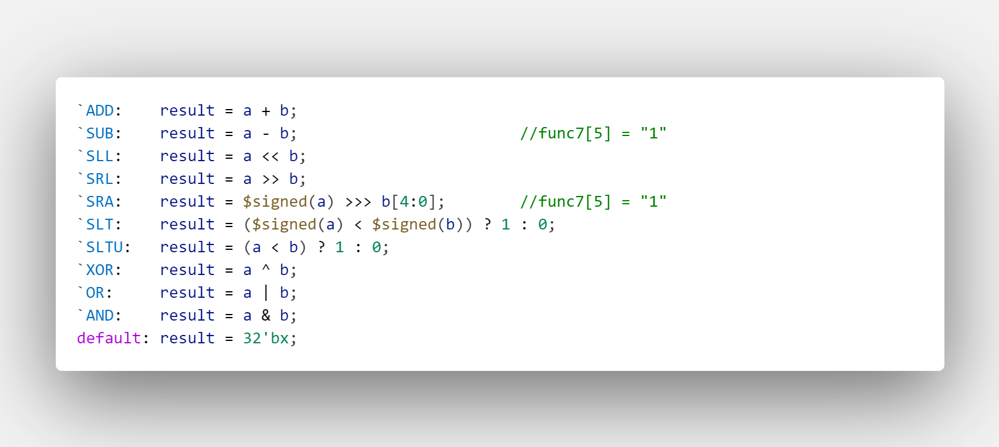 `ADD:    result = a + b;
`SUB:    result = a - b;                        //func7[5] = "1"
`SLL:    result = a << b;
`SRL:    result = a >> b;
`SRA:    result = $signed(a) >>> b[4:0];        //func7[5] = "1"
`SLT:    result = ($signed(a) < $signed(b)) ? 1 : 0;
`SLTU:   result = (a < b) ? 1 : 0;
`XOR:    result = a ^ b;
`OR:     result = a | b;
`AND:    result = a & b;
default: result = 32'bx;